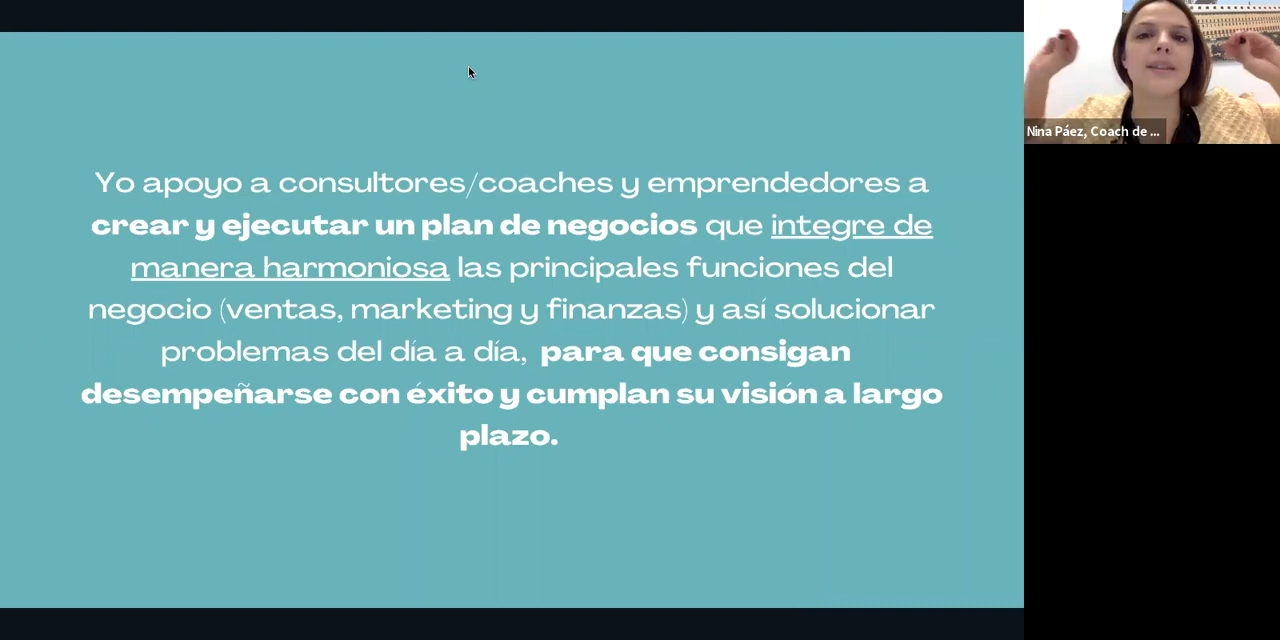 Yo apoyo a consultores/coaches y emprendedores a
crear y ejecutar un plan de negocios que integre de
manera harmoniosa las principales funciones del
negocio (ventas, marketing y finanzas) y así solucionar
problemas del día a día, para que consigan
desempeñarse con éxito y cumplan su visión a largo
plazo.
Nina Páez, Coach de ...